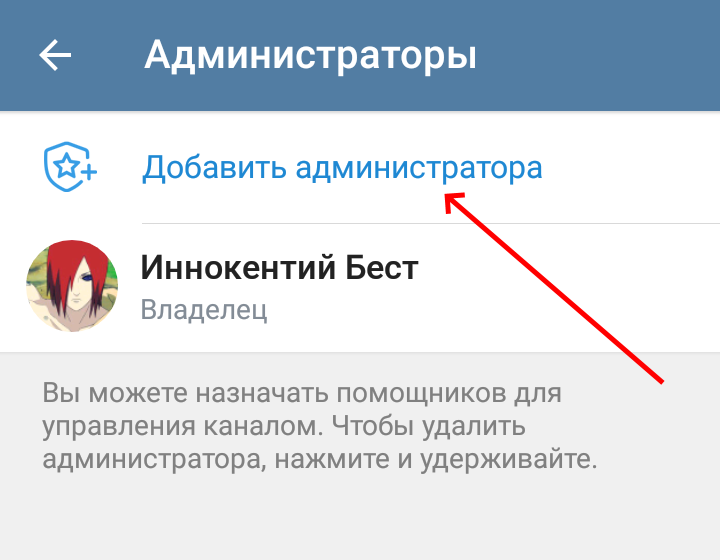 Администраторы
Добавить администратора
Иннокентий Бест
Владелец
Вы можете назначать помощников для
управления каналом. Чтобы удалить
администратора, нажмите и удерживайте.